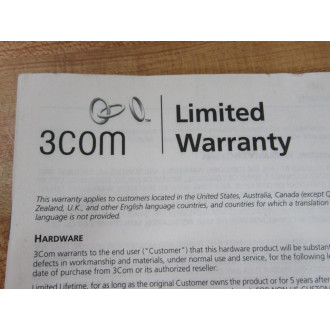 3COM
Limited
Warranty
This warranty applies to customers located in the United States, Australia, Canada (except Q
Zealand, U.K., and other English language countries, and countries for which a translation
language is not provided.
HARDWARE
3Com warrants to the end user ("Customer") that this hardware product will be substant
defects in workmanship and materials, under normal use and service, for the following le
date of purchase from 3Com or its authorized reseller:
Limited Lifetime, for as long as the original Customer owns the product or for 5 years after